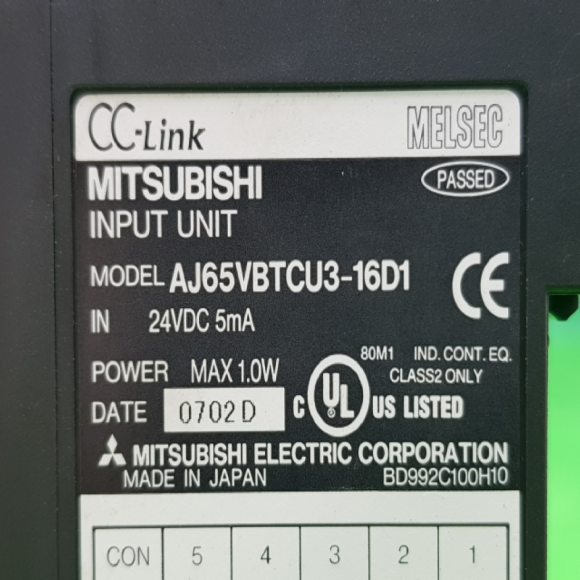 CC-Link MELSEC
MITSUBISHI PASSED
INPUT UNIT
MODEL AJ65VBTCU3-16D1 CE
IN 24VDC 5mA
80M1 IND. CONT. EQ.
POWER MAX 1.0W CLASS2 ONLY
DATE 0702 D C UL US LISTED
MITSUBISHI ELECTRIC CORPORATION
MADE IN JAPAN BD992C100H10
CON 5 4 3 2 1